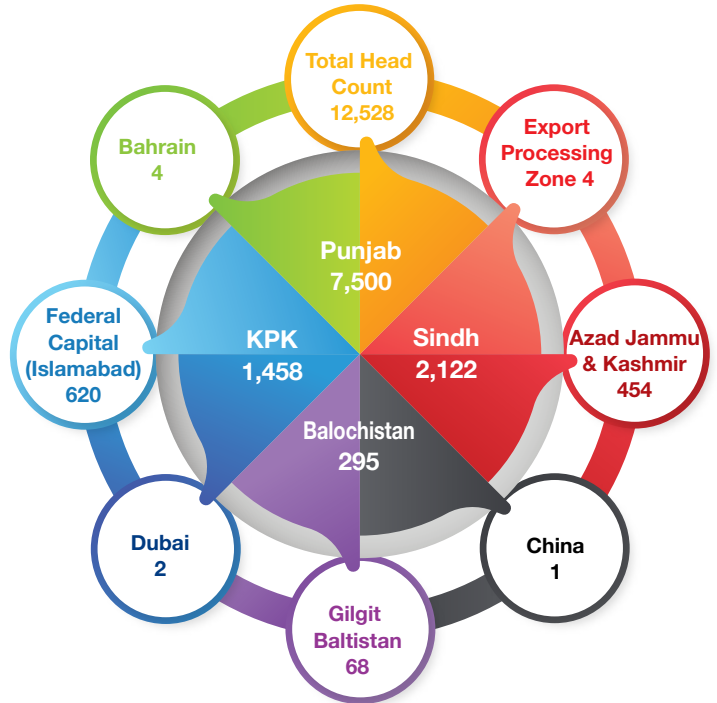 Total Head
Count
12,528
Export
Processing
Zone 4
Azad Jammu
& Kashmir
454
China
1
Gilgit
Baltistan
68
Dubai
2
Federal
Capital
(Islamabad)
620
Bahrain
4
Punjab
7,500
Sindh
2,122
Balochistan
295
KPK
1,458